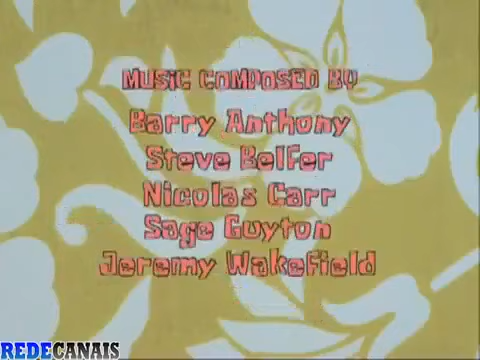 MUSIC COMPOSED BY
Barry Anthony
Steve Belfer
Nicolas Carr
Sage Guyton
Jeremy Wakefield
REDECANAIS